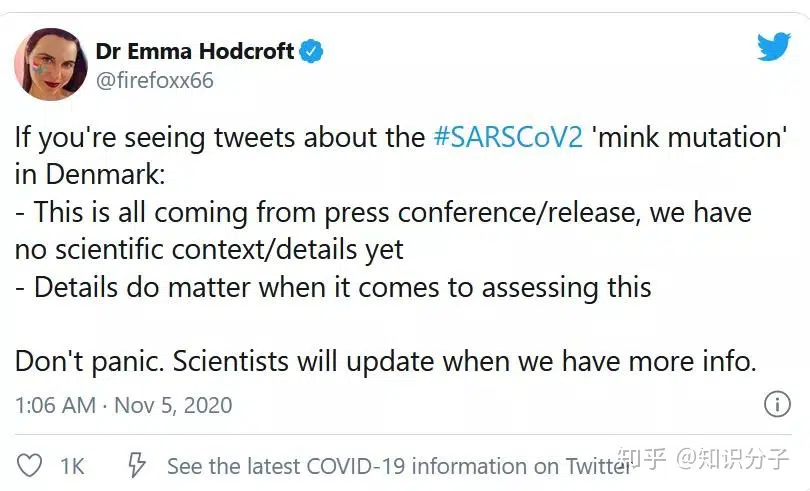 Dr Emma Hodcroft
@firefoxx66
If you're seeing tweets about the #SARSCoV2 'mink mutation'
in Denmark:
- This is all coming from press conference/release, we have
no scientific context/details yet
- Details do matter when it comes to assessing this
Don't panic. Scientists will update when we have more info.
1:06 AM · Nov 5, 2020
1K
See the latest COVID-19 information on Twitter
知乎 @知识分子